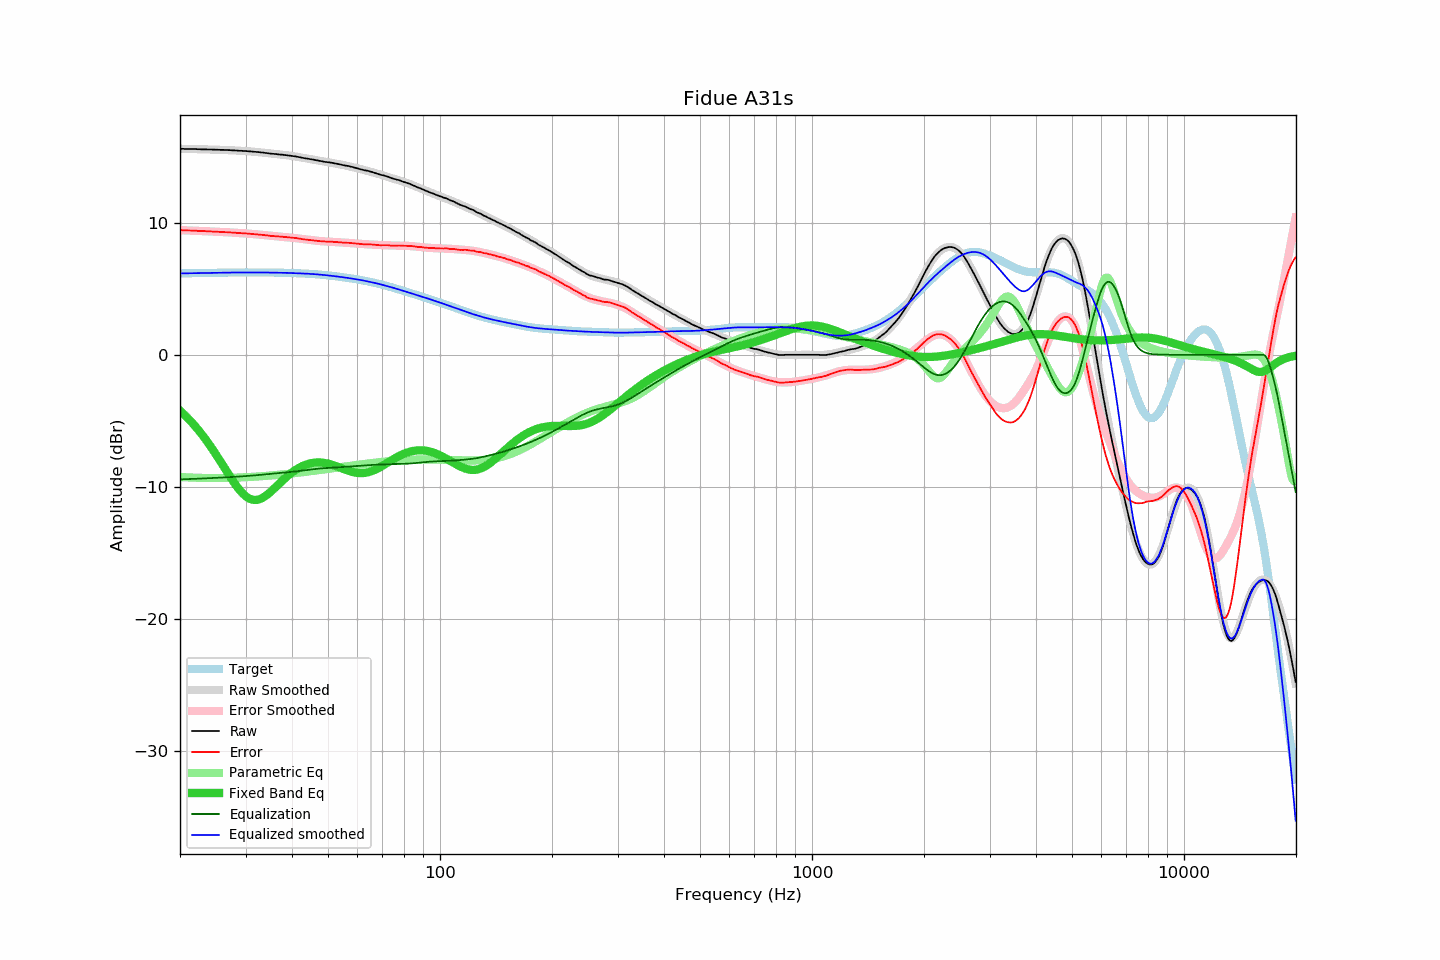 Fidue A31s
Amplitude (dBr)
10
0
−10
−20
−30
100
1000
10000
Frequency (Hz)
Target
Raw Smoothed
Error Smoothed
Raw
Error
Parametric Eq
Fixed Band Eq
Equalization
Equalized smoothed